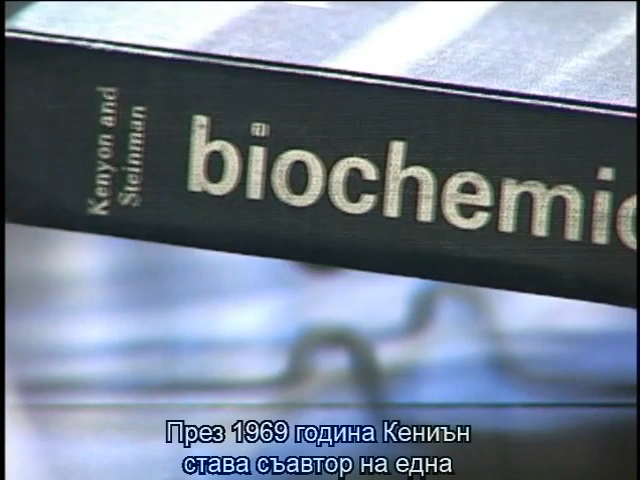 Kenyon and
Steinman
biochemic
През 1969 година Кениън
става съавтор на една